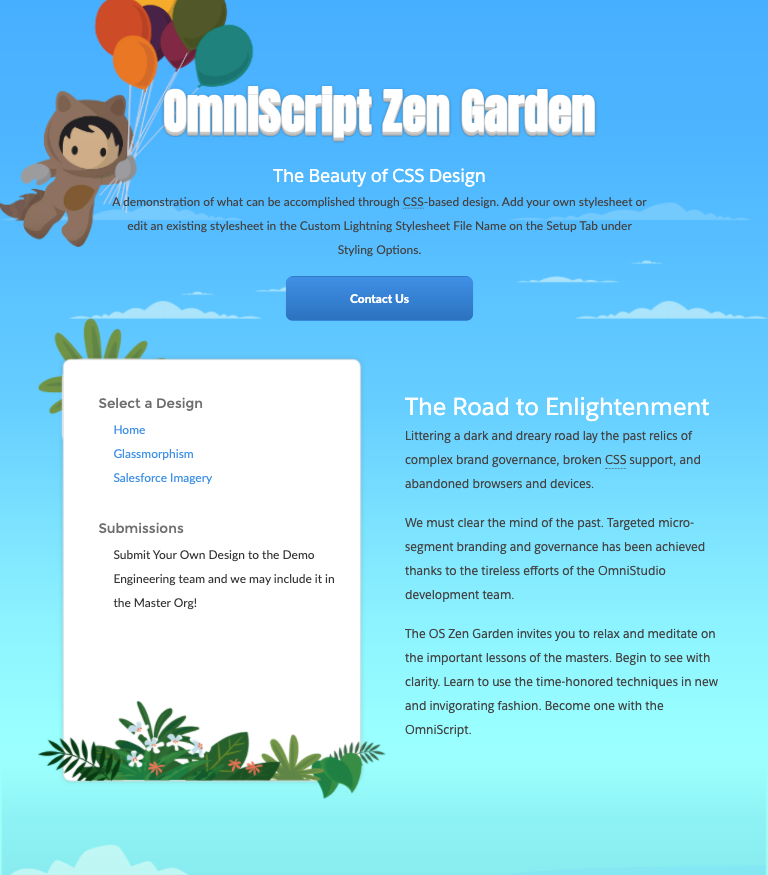 OmniScript Zen Garden
The Beauty of CSS Design
A demonstration of what can be accomplished through CSS-based design. Add your own stylesheet or
edit an existing stylesheet in the Custom Lightning Stylesheet File Name on the Setup Tab under
Styling Options.
Contact Us
Select a Design
Home
Glassmorphism
Salesforce Imagery
Submissions
Submit Your Own Design to the Demo
Engineering team and we may include it in
the Master Org!
The Road to Enlightenment
Littering a dark and dreary road lay the past relics of
complex brand governance, broken CSS support, and
abandoned browsers and devices.
We must clear the mind of the past. Targeted micro-
segment branding and governance has been achieved
thanks to the tireless efforts of the OmniStudio
development team.
The OS Zen Garden invites you to relax and meditate on
the important lessons of the masters. Begin to see with
clarity. Learn to use the time-honored techniques in new
and invigorating fashion. Become one with the
OmniScript.